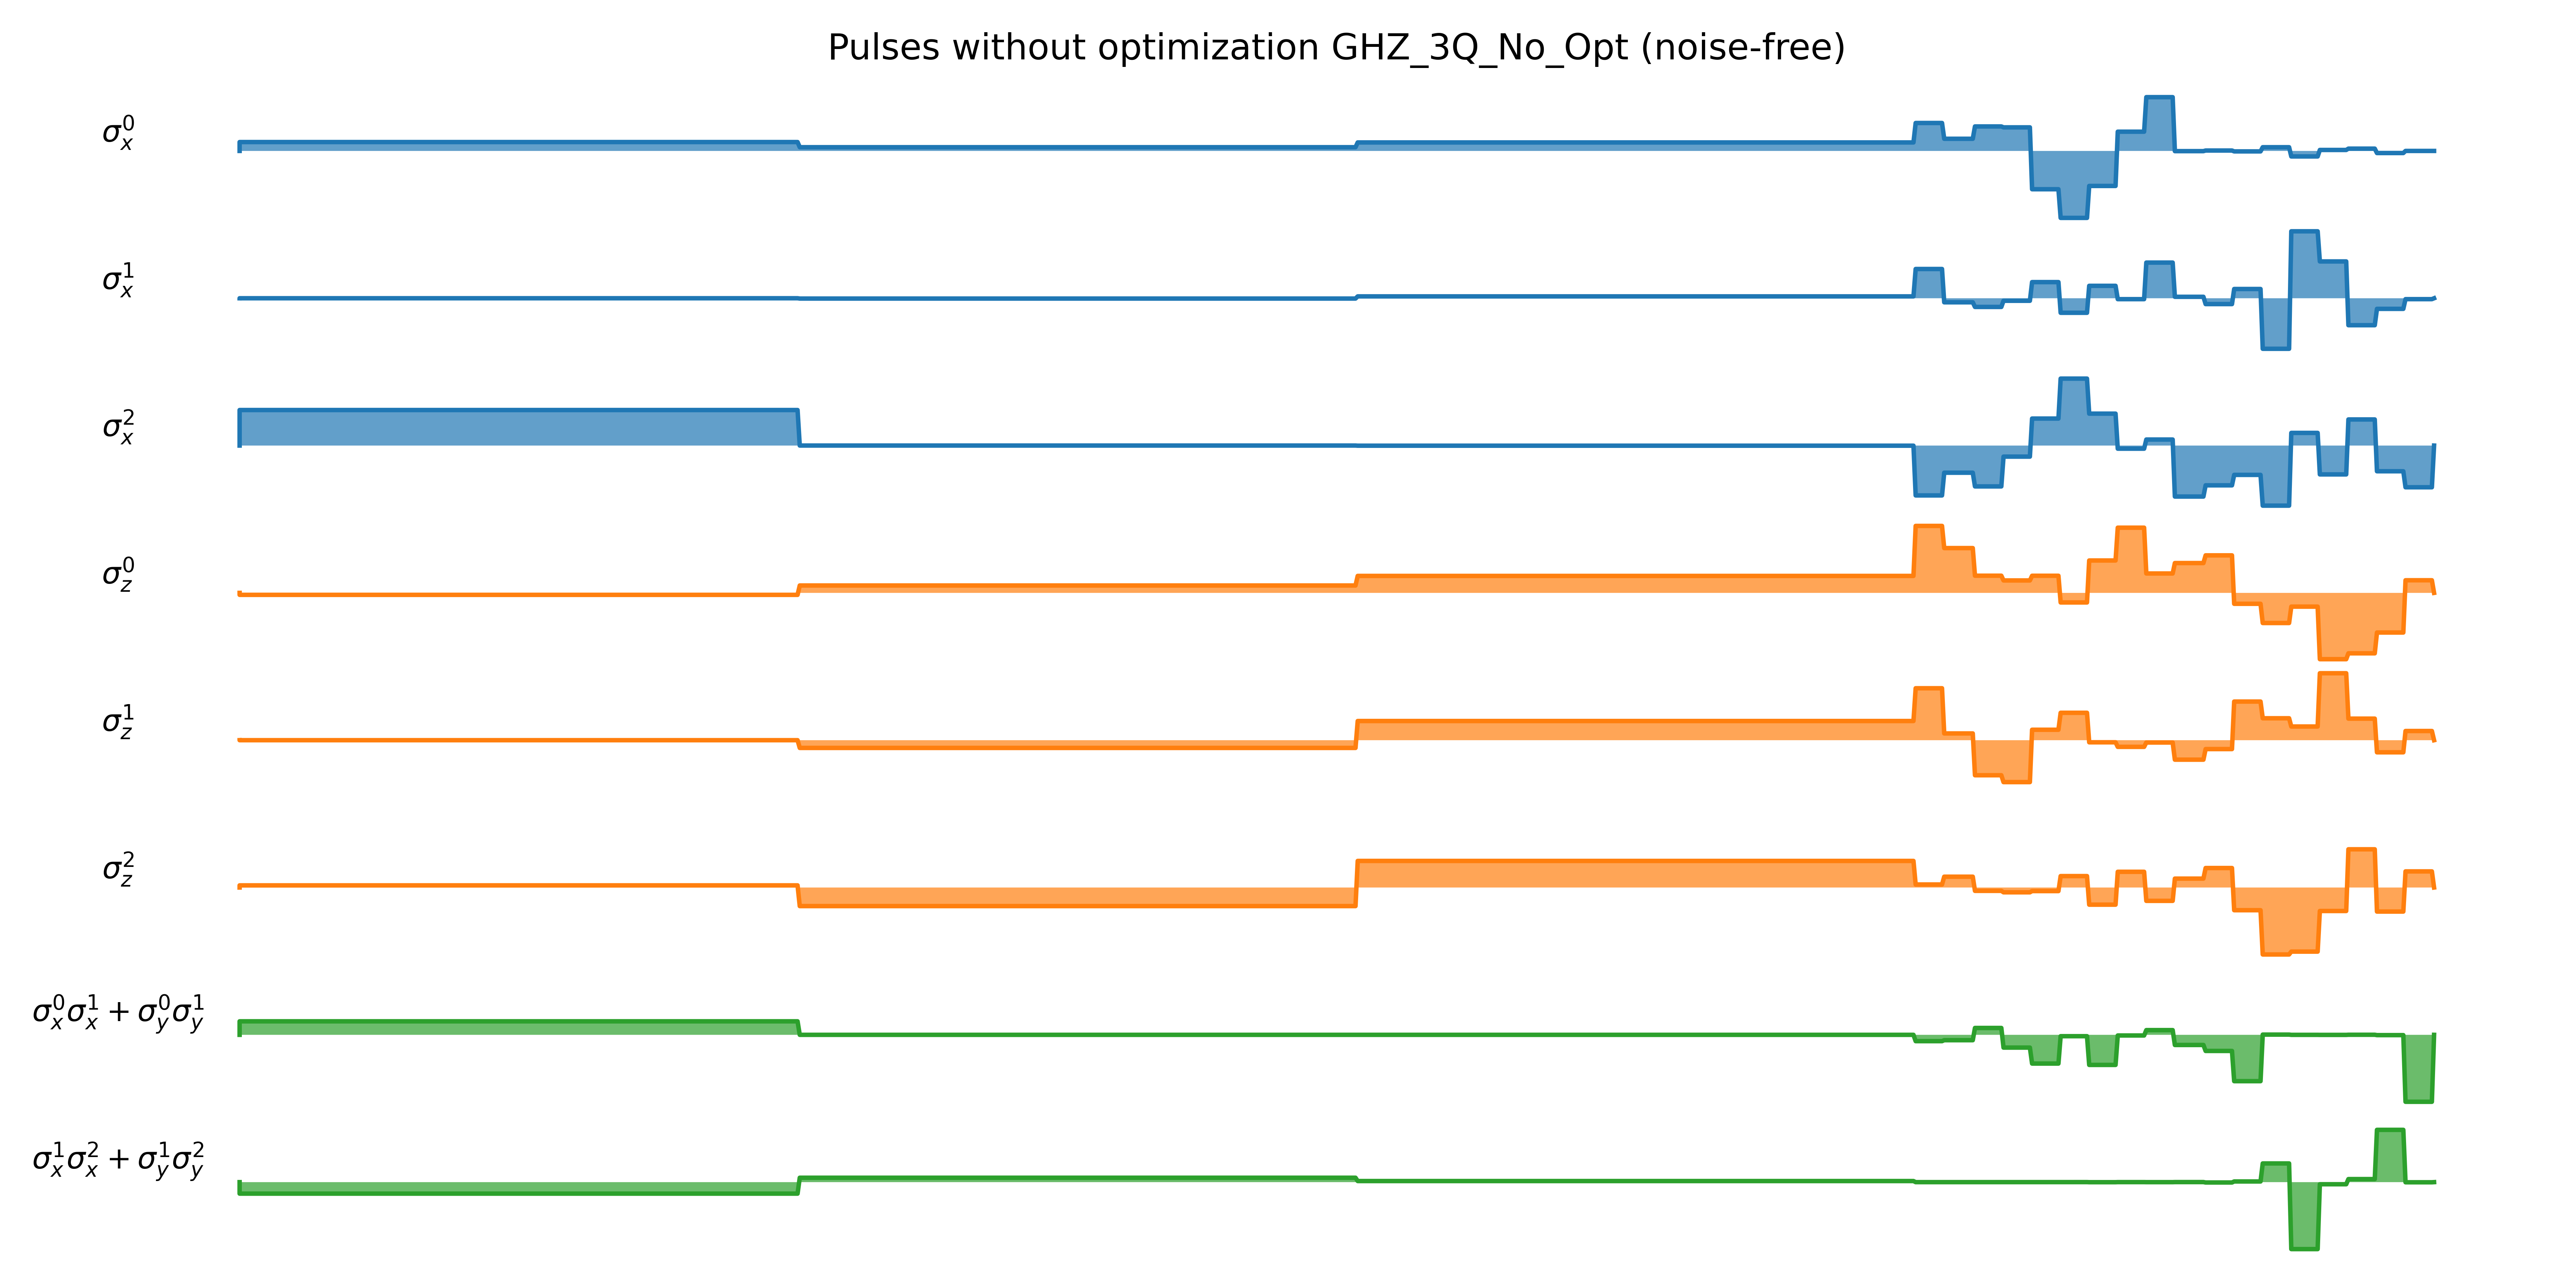 Pulses without optimization GHZ_3Q_No_Opt (noise-free)
σ_x^0
σ_x^1
σ_x^2
σ_z^0
σ_z^1
σ_z^2
σ_x^0σ_x^1 + σ_y^0σ_y^1
σ_x^1σ_x^2 + σ_y^1σ_y^2